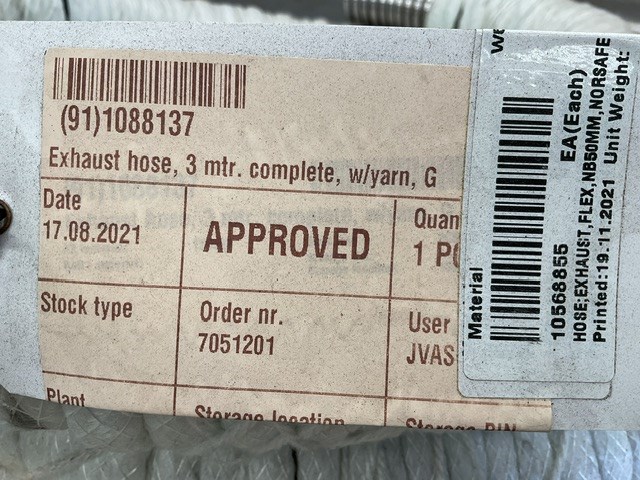 (91)1088137
Exhaust hose, 3 mtr. complete, w/yarn, G
Date
17.08.2021
APPROVED
Quan
1 PC
Stock type
Order nr.
7051201
User
JVAS
Plant
Storage location
Storage BIN
Material
10568855
EA(Each)
HOSE;EXHAUST,FLEX,NB50MM,NORSAFE
Printed:19.11.2021 Unit Weight: